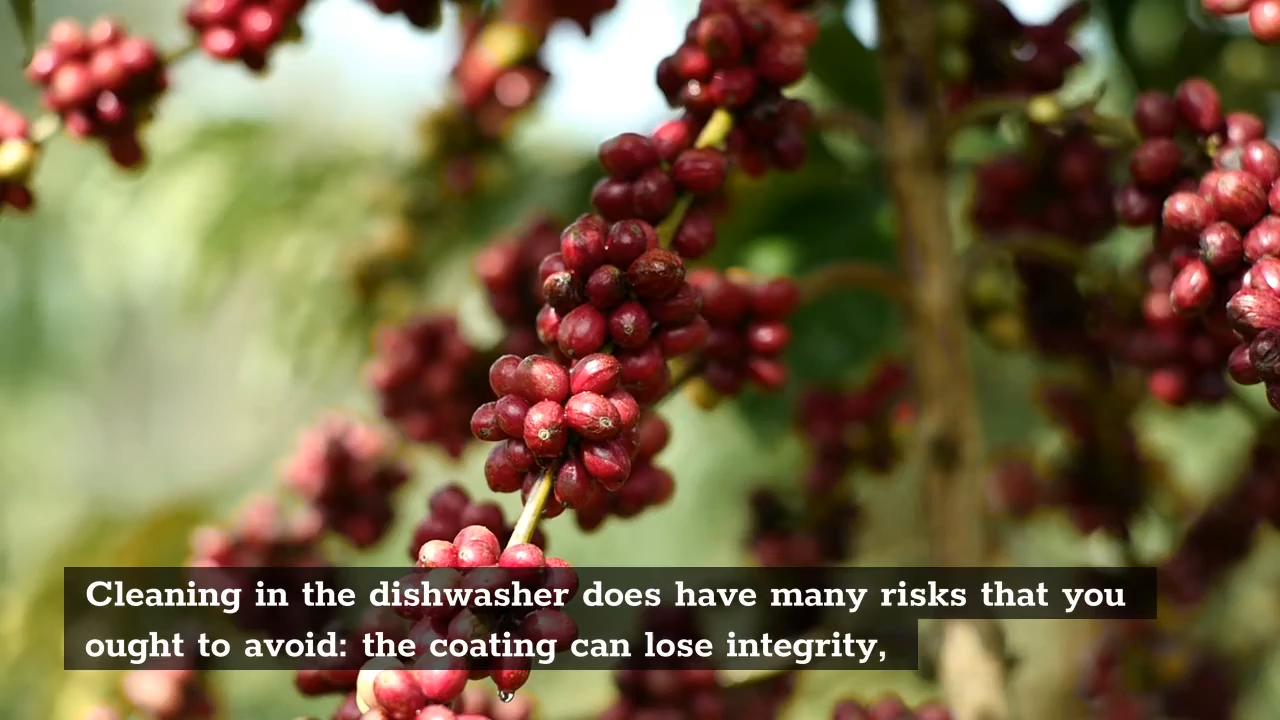 Cleaning in the dishwasher does have many risks that you
ought to avoid: the coating can lose integrity,